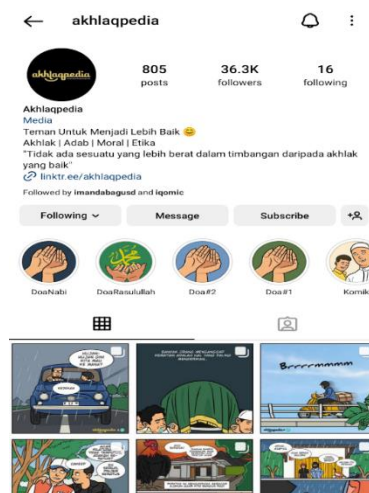 akhlaqpedia
akhlaqpedia
805 36.3K 16
posts followers following
Akhlaqpedia
Media
Teman Untuk Menjadi Lebih Baik 😊
Akhlak | Adab | Moral | Etika
"Tidak ada sesuatu yang lebih berat dalam timbangan daripada akhlak
yang baik"
linktr.ee/akhlaqpedia
Followed by imandabagusd and iqomic
Following Message Subscribe
DoaNabi DoaRasulullah Doa#2 Doa#1 Komik
Brrrrmmmm